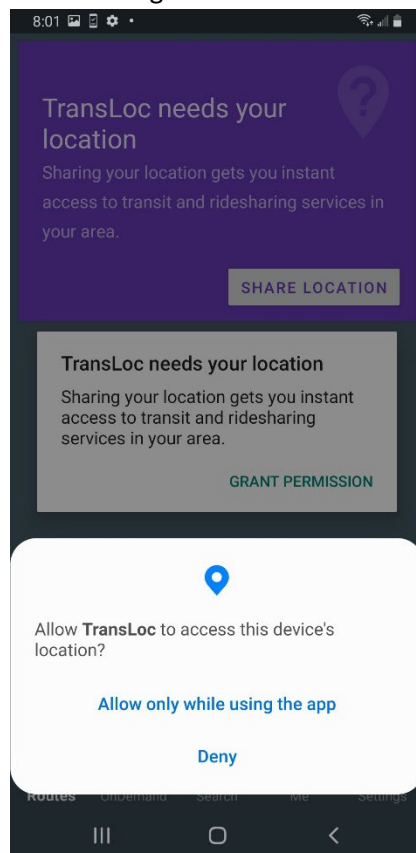 8:01
TransLoc needs your
location
Sharing your location gets you instant
access to transit and ridesharing services in
your area.
SHARE LOCATION
TransLoc needs your location
Sharing your location gets you instant
access to transit and ridesharing
services in your area.
GRANT PERMISSION
Allow TransLoc to access this device's
location?
Allow only while using the app
Deny
Routes OnDemand Search Me Settings